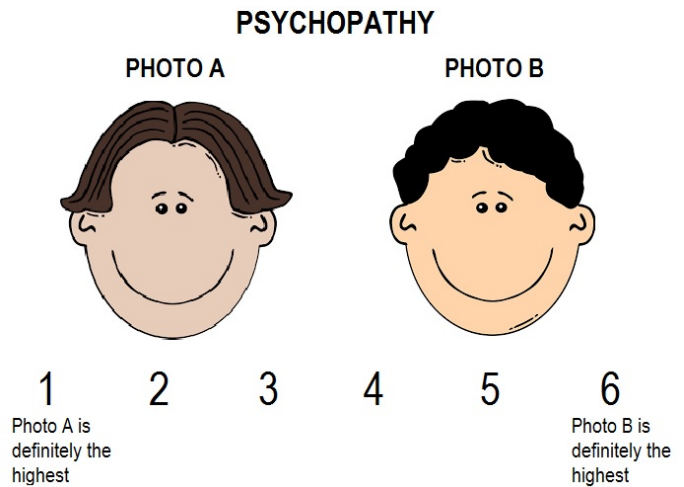 PSYCHOPATHY
PHOTO A
PHOTO B
1 2 3 4 5 6
Photo A is
definitely the
highest
Photo B is
definitely the
highest